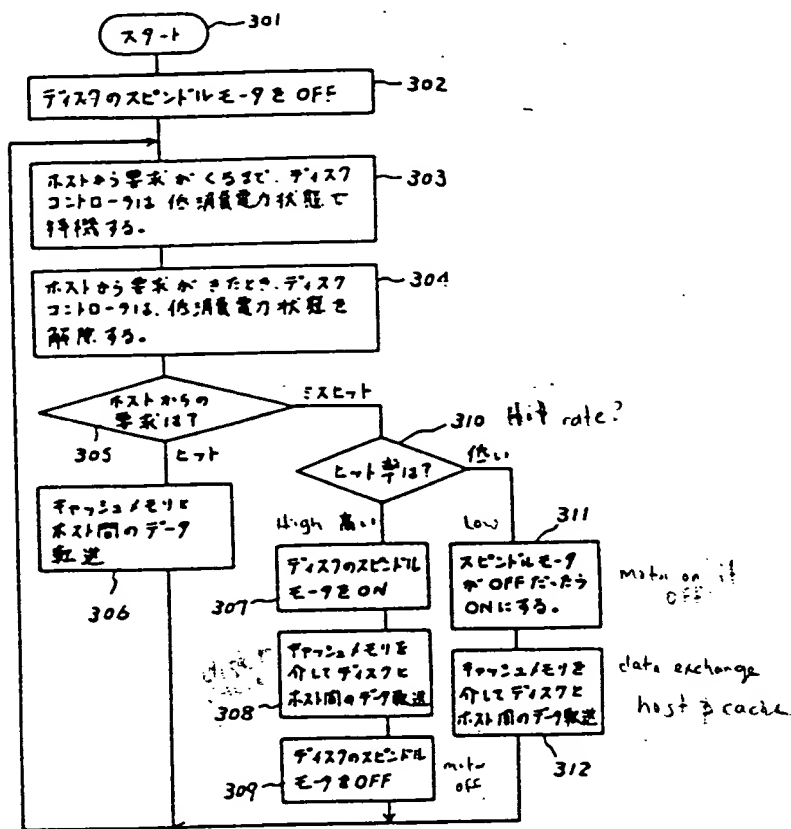 301
スタート
302
ディスクのスピンドルモータをOFF
303
ホストから要求がくるまで、ディスク
コントローラは低消費電力状態で
待機する。
304
ホストから要求がきたとき、ディスク
コントローラは、低消費電力状態を
解除する。
ホストからの
要求は?
305
ミスヒット
ヒット
310 Hit rate?
ヒット率は?
低い
High 高い
Low
キャッシュメモリと
ホスト間のデータ
転送
306
ディスクのスピンドル
モータをON
307
311
スピンドルモータ
がOFFだったら
ONにする。
motor on if
OFF
キャッシュメモリを
介してディスクと
ホスト間のデータ転送
308
キャッシュメモリを
介してディスクと
ホスト間のデータ転送
312
data exchange
host & cache
ディスクのスピンドル
モータをOFF
309
motor
off